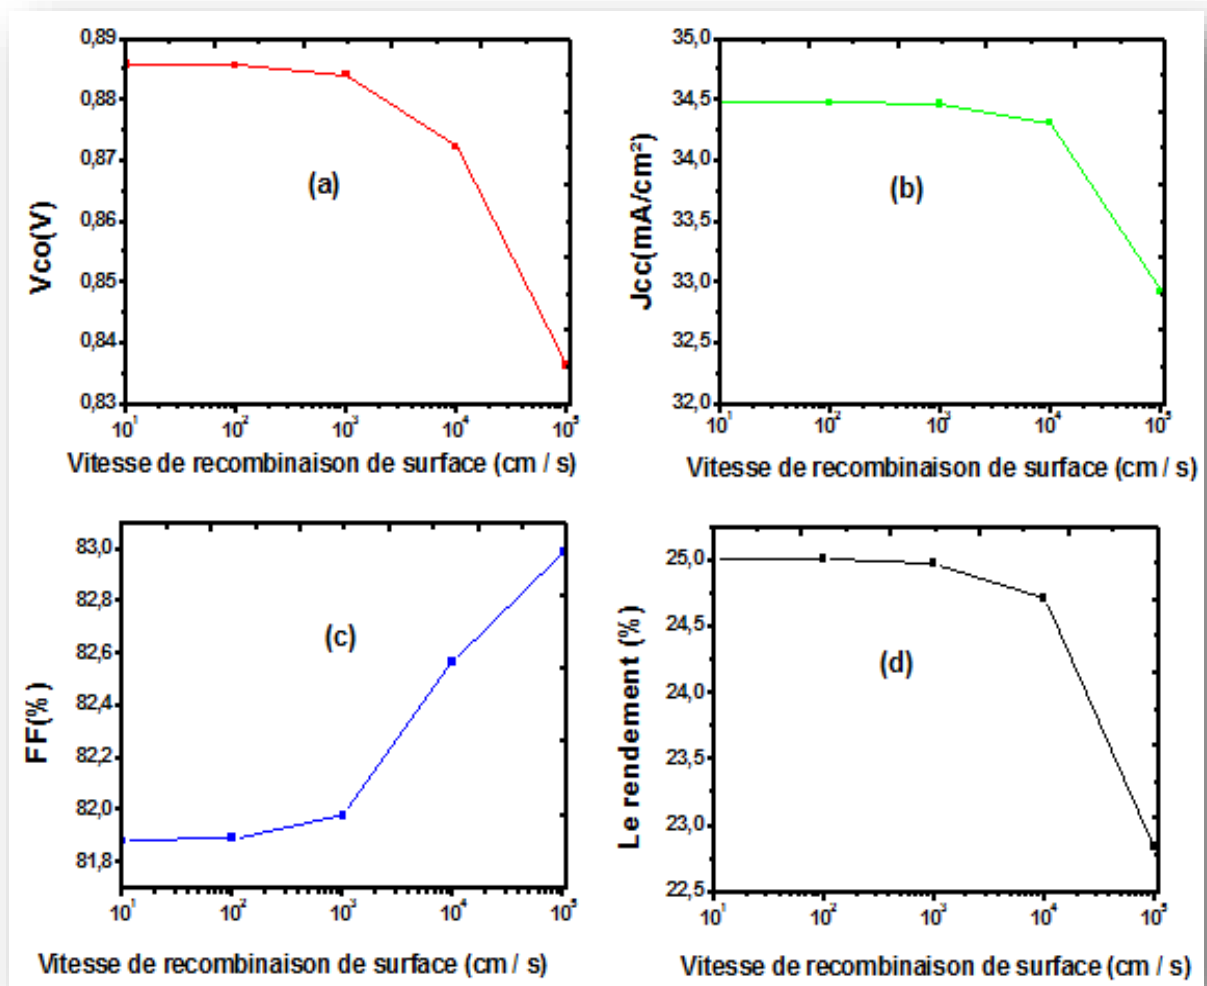 0,89
0,88
0,87
0,86
0,85
0,84
0,83
Vco(V)
(a)
10¹ 10² 10³ 10⁴ 10⁵
Vitesse de recombinaison de surface (cm / s)
35,0
34,5
34,0
33,5
33,0
32,5
32,0
Jcc(mA/cm²)
(b)
10¹ 10² 10³ 10⁴ 10⁵
Vitesse de recombinaison de surface (cm / s)
83,0
82,8
82,6
82,4
82,2
82,0
81,8
FF(%)
(c)
10¹ 10² 10³ 10⁴ 10⁵
Vitesse de recombinaison de surface (cm / s)
25,0
24,5
24,0
23,5
23,0
22,5
Le rendement (%)
(d)
10¹ 10² 10³ 10⁴ 10⁵
Vitesse de recombinaison de surface (cm / s)